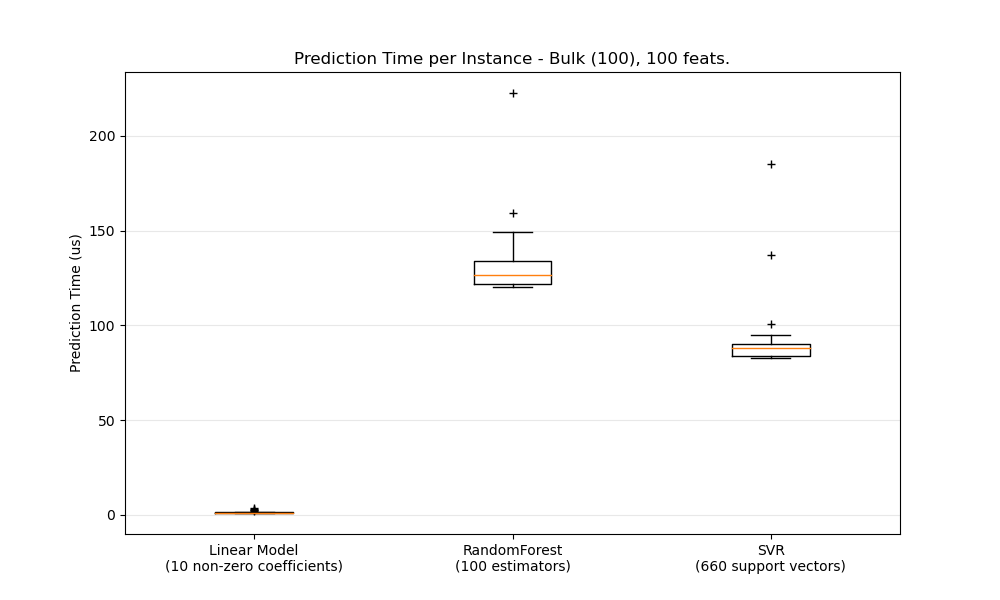 Prediction Time per Instance - Bulk (100), 100 feats.
Prediction Time (us)
200
150
100
50
0
Linear Model
(10 non-zero coefficients)
RandomForest
(100 estimators)
SVR
(660 support vectors)